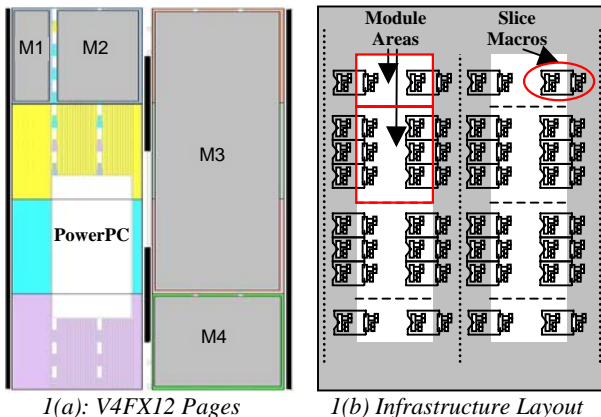 M1
M2
M3
PowerPC
M4
1(a): V4FX12 Pages
Module
Areas
Slice
Macros
1(b) Infrastructure Layout